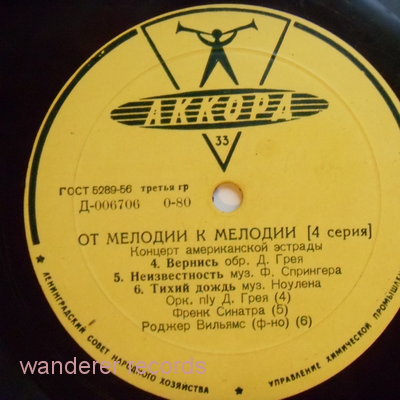 АККОРД
33
ГОСТ 5289-56 третья гр
Д-006706 0-80
ОТ МЕЛОДИИ К МЕЛОДИИ [4 серия]
Концерт американской эстрады
4. Вернись обр. Д. Грея
5. Неизвестность муз. Ф. Спрингера
6. Тихий дождь муз. Ноулена
Орк. п/у Д. Грея (4)
Френк Синатра (5)
Роджер Вильямс (ф-но) (6)
★ ЛЕНИНГРАДСКИЙ СОВЕТ НАРОДНОГО ХОЗЯЙСТВА ★ УПРАВЛЕНИЕ ХИМИЧЕСКОЙ
wanderer records